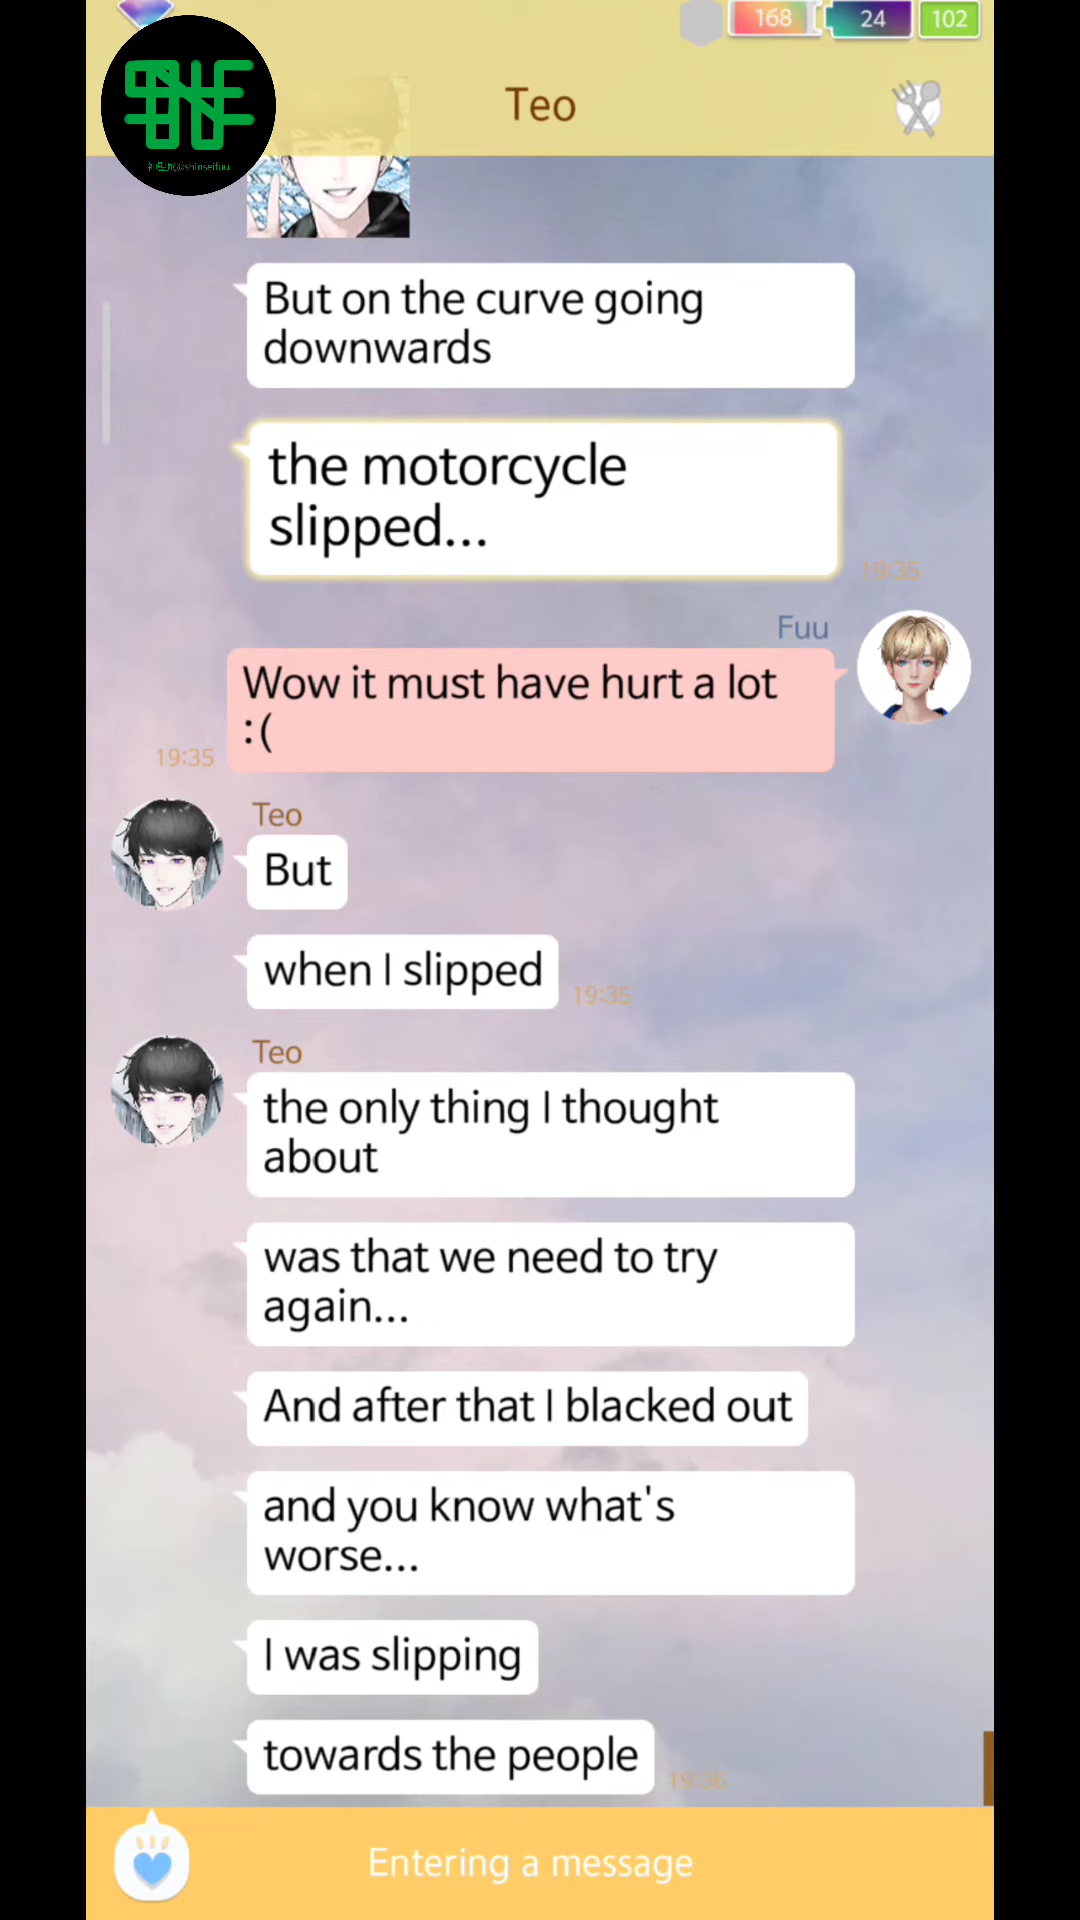 168
24
102
Teo
@shinseifuu
But on the curve going
downwards
the motorcycle
slipped...
19:35
Fuu
Wow it must have hurt a lot
:(
19:35
Teo
But
when I slipped
19:35
Teo
the only thing I thought
about
was that we need to try
again...
And after that I blacked out
and you know what's
worse...
I was slipping
towards the people
19:36
Entering a message